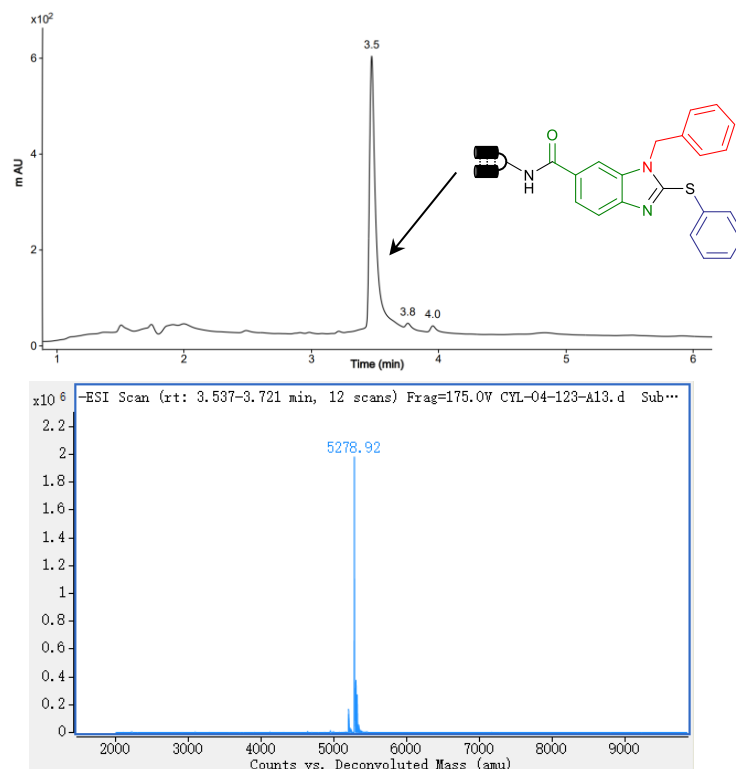 x10²
6
4
2
0
m AU
3.5
3.8
4.0
1
2
3
4
5
6
Time (min)
O
N
H
N
N
S
x10 6
-ESI Scan (rt: 3.537-3.721 min, 12 scans) Frag=175.0V CYL-04-123-A13.d Sub⋯
2.2
2
1.8
1.6
1.4
1.2
1
0.8
0.6
0.4
0.2
0
5278.92
2000
3000
4000
5000
6000
7000
8000
9000
Counts vs. Deconvoluted Mass (amu)